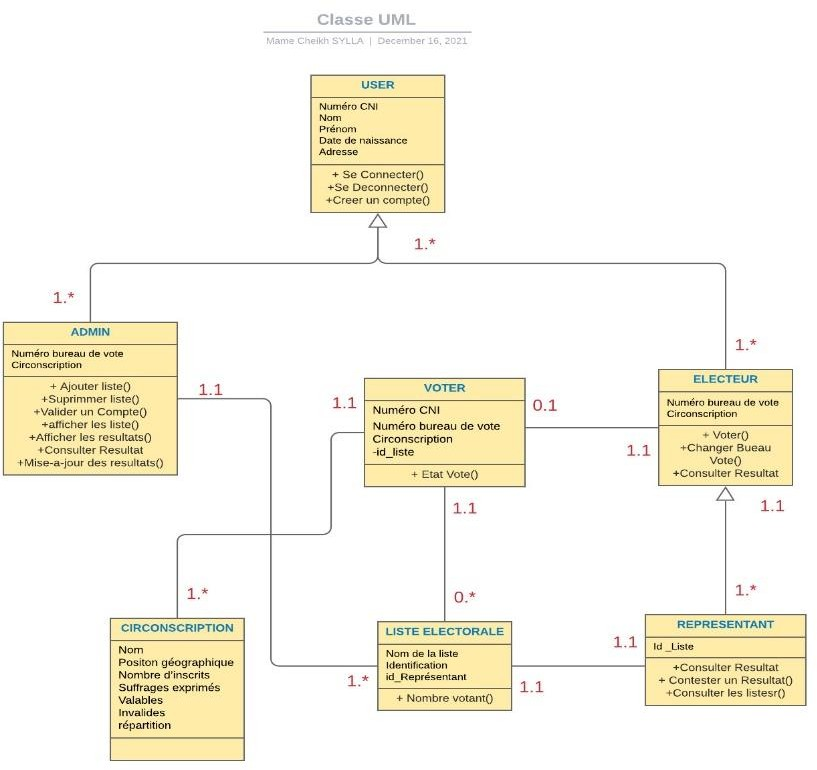 Classe UML
Mame Cheikh SYLLA | December 16, 2021
USER
Numéro CNI
Nom
Prénom
Date de naissance
Adresse
+ Se Connecter()
+Se Deconnecter()
+Creer un compte()
1.*
1.*
1.*
ADMIN
Numéro bureau de vote
Circonscription
+ Ajouter liste()
+Suprimmer liste()
+Valider un Compte()
+afficher les liste()
+Afficher les resultats()
+Consulter Resultat
+Mise-a-jour des resultats()
1.1
VOTER
Numéro CNI
Numéro bureau de vote
Circonscription
-id_liste
+ Etat Vote()
1.1
0.1
1.1
1.1
ELECTEUR
Numéro bureau de vote
Circonscription
+ Voter()
+Changer Bueau
Vote()
+Consulter Resultat
1.1
1.*
1.*
0.*
CIRCONSCRIPTION
Nom
Positon géographique
Nombre d'inscrits
Suffrages exprimés
Valables
Invalides
répartition
LISTE ELECTORALE
Nom de la liste
Identification
id_Représentant
+ Nombre votant()
1.*
1.1
1.1
REPRESENTANT
Id _Liste
+Consulter Resultat
+ Contester un Resultat()
+Consulter les listesr()